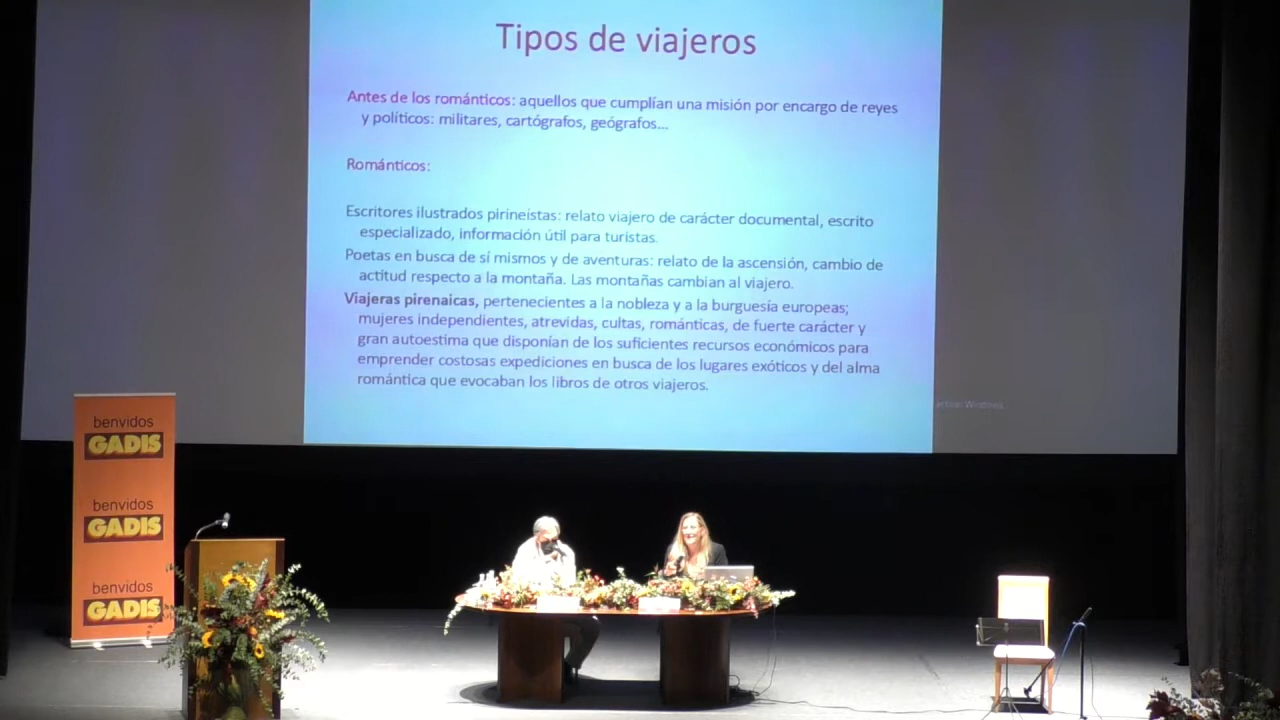 Tipos de viajeros
Antes de los románticos: aquellos que cumplían una misión por encargo de reyes
y políticos: militares, cartógrafos, geógrafos...
Románticos:
Escritores ilustrados pirineístas: relato viajero de carácter documental, escrito
especializado, información útil para turistas.
Poetas en busca de sí mismos y de aventuras: relato de la ascensión, cambio de
actitud respecto a la montaña. Las montañas cambian al viajero.
Viajeras pirenaicas, pertenecientes a la nobleza y a la burguesía europeas;
mujeres independientes, atrevidas, cultas, románticas, de fuerte carácter y
gran autoestima que disponían de los suficientes recursos económicos para
emprender costosas expediciones en busca de los lugares exóticos y del alma
romántica que evocaban los libros de otros viajeros.
Windows
benvidos
GADIS
benvidos
GADIS
benvidos
GADIS